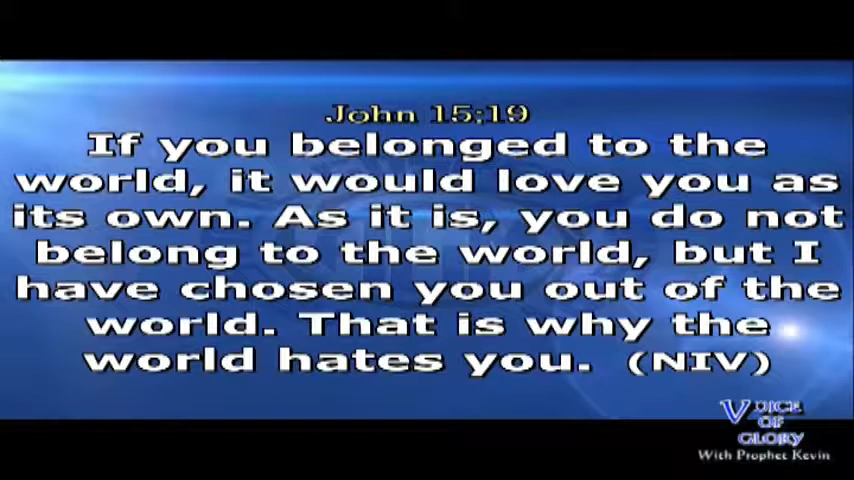 John 15:19
If you belonged to the
world, it would love you as
its own. As it is, you do not
belong to the world, but I
have chosen you out of the
world. That is why the
world hates you. (NIV)
VOICE
OF
GLORY
With Prophet Kevin